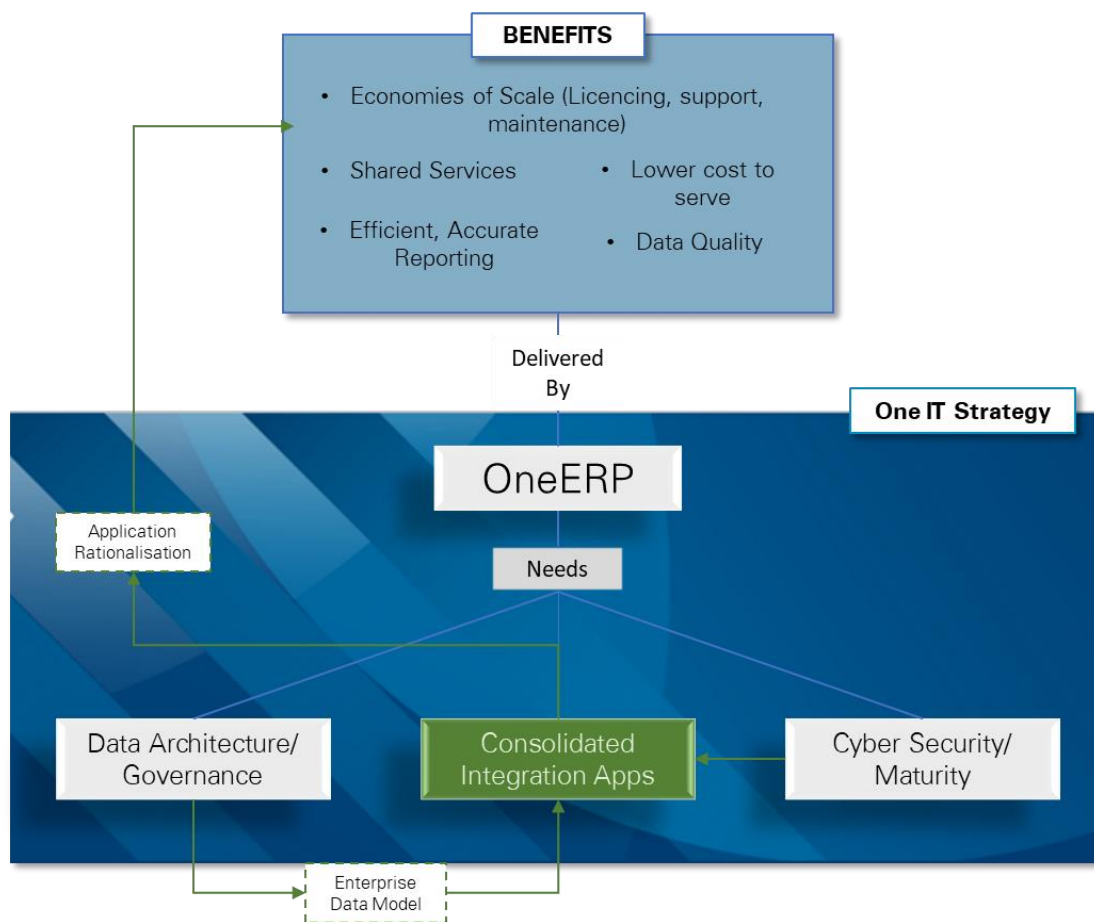 BENEFITS
• Economies of Scale (Licencing, support,
maintenance)
• Shared Services
• Lower cost to
serve
• Efficient, Accurate
Reporting
• Data Quality
Delivered
By
One IT Strategy
OneERP
Application
Rationalisation
Needs
Data Architecture/
Governance
Consolidated
Integration Apps
Cyber Security/
Maturity
Enterprise
Data Model